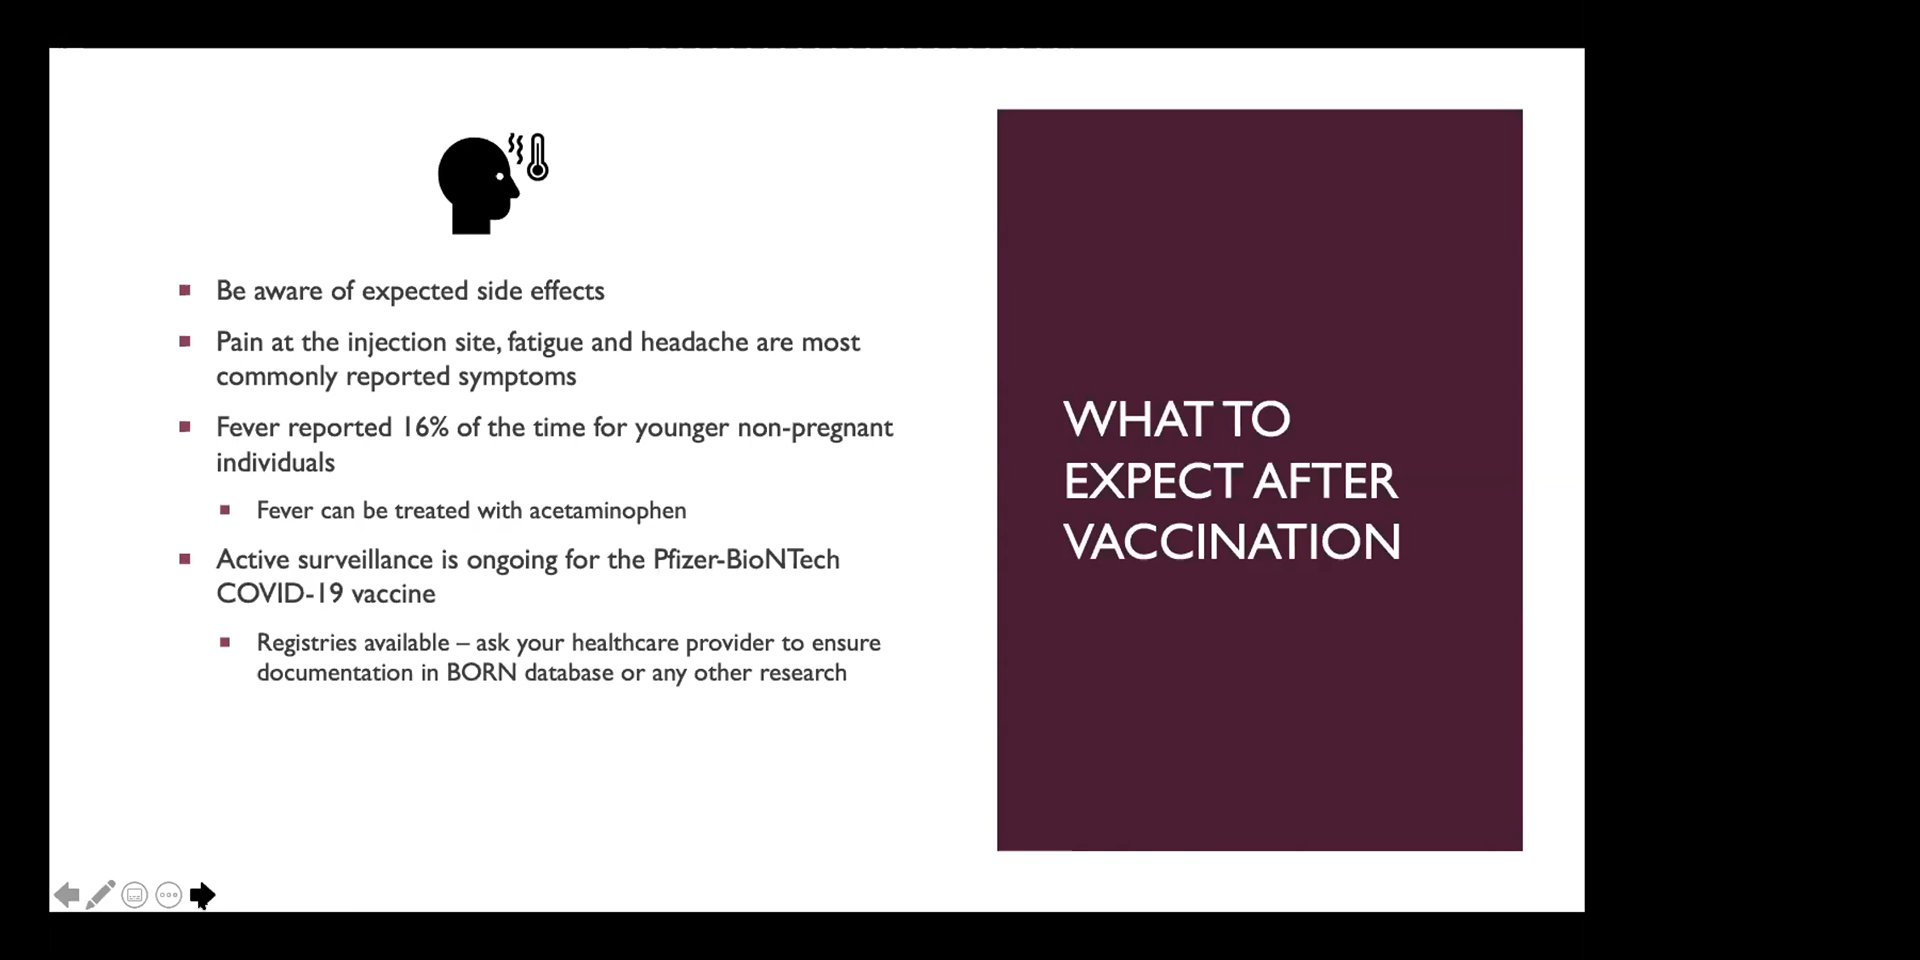 Be aware of expected side effects
Pain at the injection site, fatigue and headache are most
commonly reported symptoms
Fever reported 16% of the time for younger non-pregnant
individuals
Fever can be treated with acetaminophen
Active surveillance is ongoing for the Pfizer-BioNTech
COVID-19 vaccine
Registries available – ask your healthcare provider to ensure
documentation in BORN database or any other research
WHAT TO
EXPECT AFTER
VACCINATION